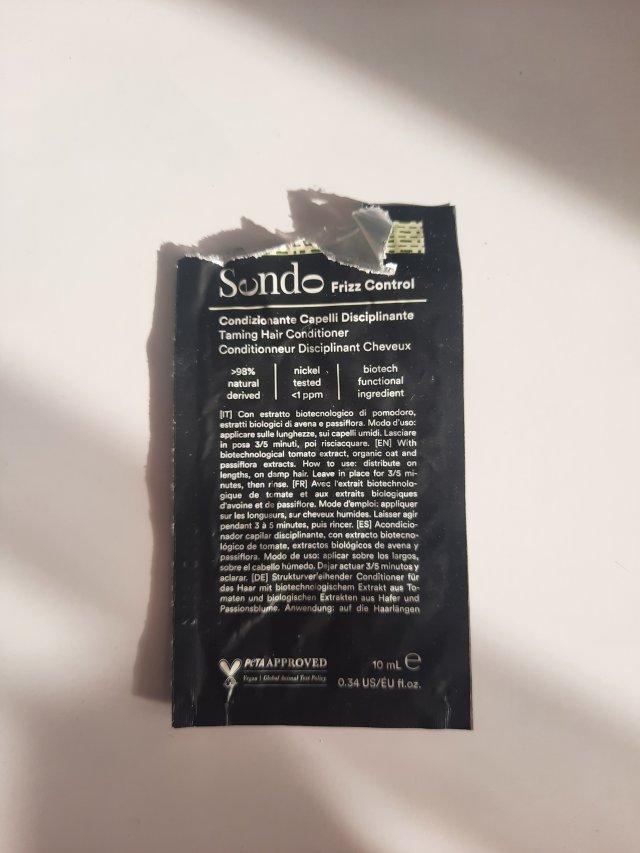 Sendo Frizz Control
Condizionante Capelli Disciplinante
Taming Hair Conditioner
Conditionneur Disciplinant Cheveux
>98% natural derived
nickel tested <1 ppm
biotech functional ingredient
[IT] Con estratto biotecnologico di pomodoro,
estratti biologici di avena e passiflora. Modo d'uso:
applicare sulle lunghezze, sui capelli umidi. Lasciare
in posa 3/5 minuti, poi risciacquare. [EN] With
biotechnological tomato extract, organic oat and
passiflora extracts. How to use: distribute on
lengths, on damp hair. Leave in place for 3/5 mi-
nutes, then rinse. [FR] Avec l'extrait biotechnolo-
gique de tomate et aux extraits biologiques
d'avoine et de passiflore. Mode d'emploi: appliquer
sur les longueurs, sur cheveux humides. Laisser agir
pendant 3 à 5 minutes, puis rincer. [ES] Acondicio-
nador capilar disciplinante, con extracto biotecno-
lógico de tomate, extractos biológicos de avena y
passiflora. Modo de uso: aplicar sobre los largos,
sobre el cabello húmedo. Dejar actuar 3/5 minutos y
aclarar. [DE] Strukturverleihender Conditioner für
das Haar mit biotechnologischem Extrakt aus To-
maten und biologischen Extrakten aus Hafer und
Passionsblume. Anwendung: auf die Haarlängen
PETA APPROVED
Vegan | Global Animal Test Policy
10 mL e
0.34 US/EU fl.oz.